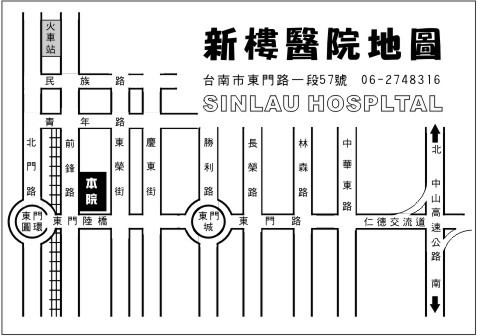 新樓醫院地圖
台南市東門路一段57號 06-2748316
SINLAU HOSPLTAL
火車站
民族路
青年路
北門路
前鋒路
本院
東榮街
慶東街
勝利路
長榮路
林森路
中華東路
北 中山高速公路 南
東門圓環
東門陸橋
東門城
東門路
仁德交流道